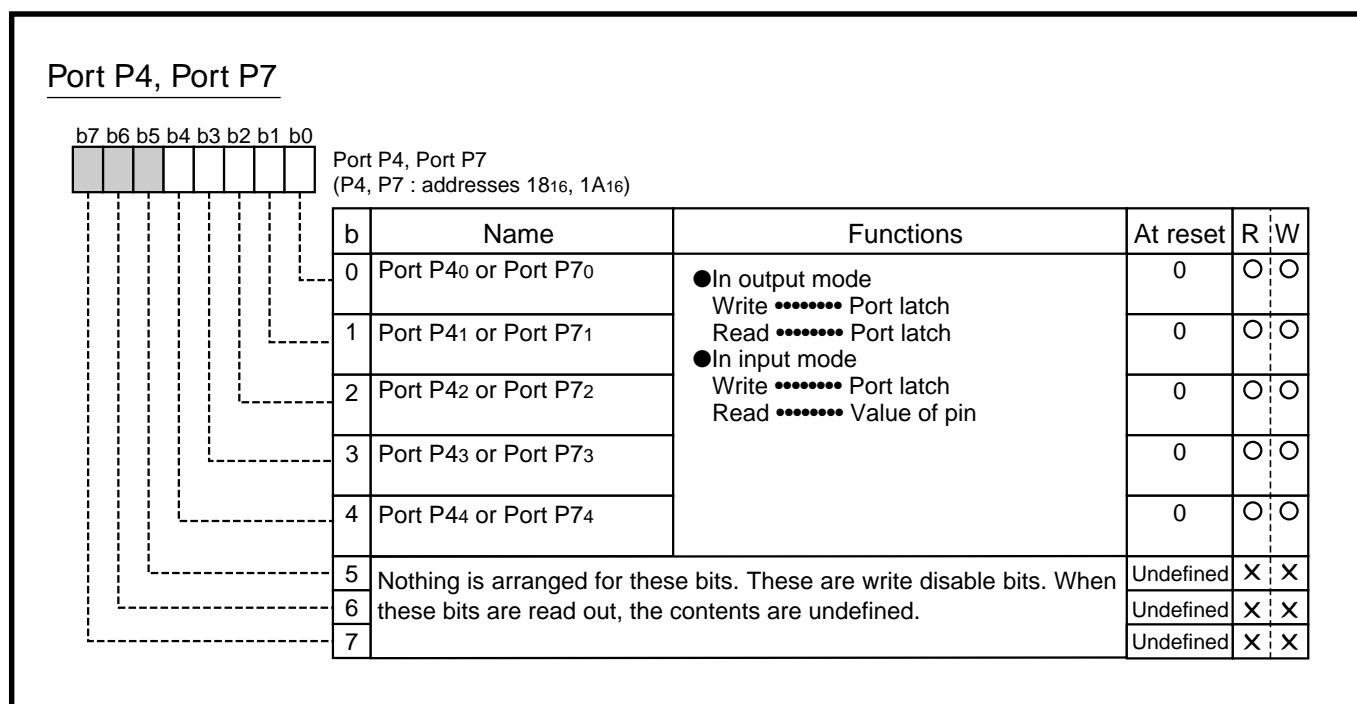 Port P4, Port P7
b7 b6 b5 b4 b3 b2 b1 b0
Port P4, Port P7
(P4, P7 : addresses 18₁₆, 1A₁₆)
b Name Functions At reset R W
0 Port P4₀ or Port P7₀ 0 ○ ○
●In output mode
Write •••••••• Port latch
1 Port P4₁ or Port P7₁ Read •••••••• Port latch 0 ○ ○
●In input mode
2 Port P4₂ or Port P7₂ Write •••••••• Port latch 0 ○ ○
Read •••••••• Value of pin
3 Port P4₃ or Port P7₃ 0 ○ ○
4 Port P4₄ or Port P7₄ 0 ○ ○
5 Nothing is arranged for these bits. These are write disable bits. When Undefined × ×
6 these bits are read out, the contents are undefined. Undefined × ×
7 Undefined × ×